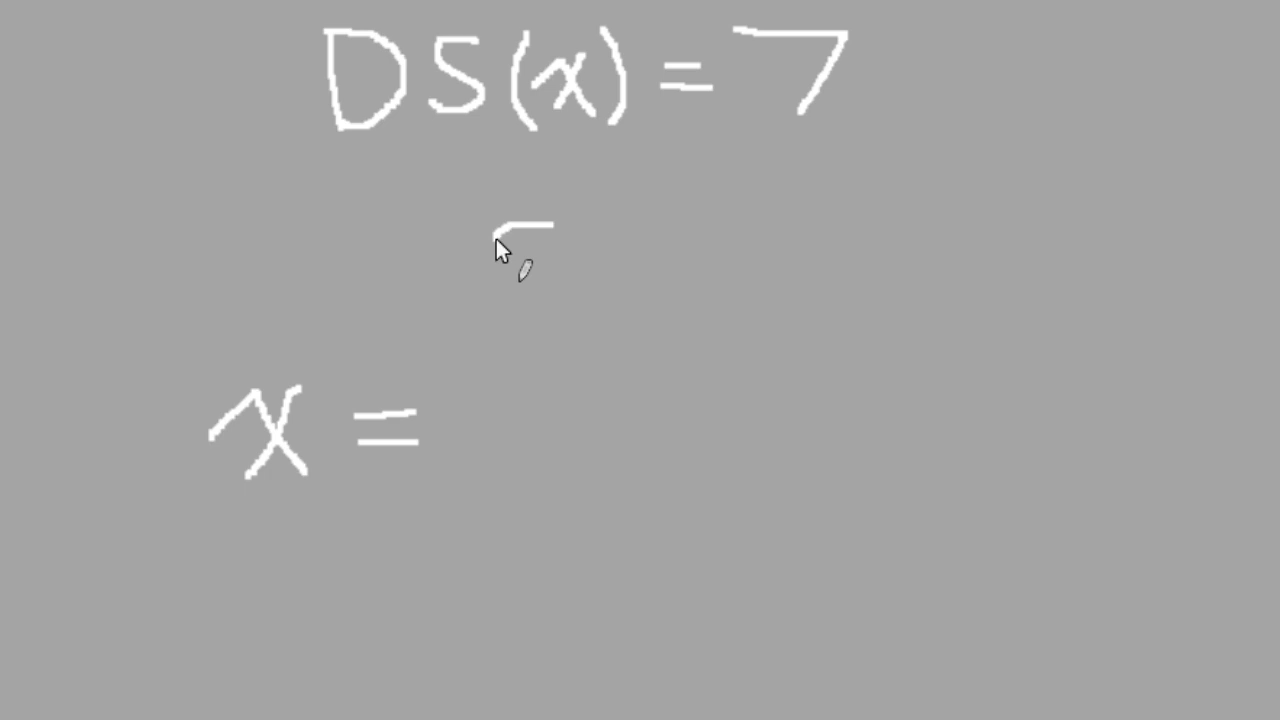 DS(x) = 7
x =